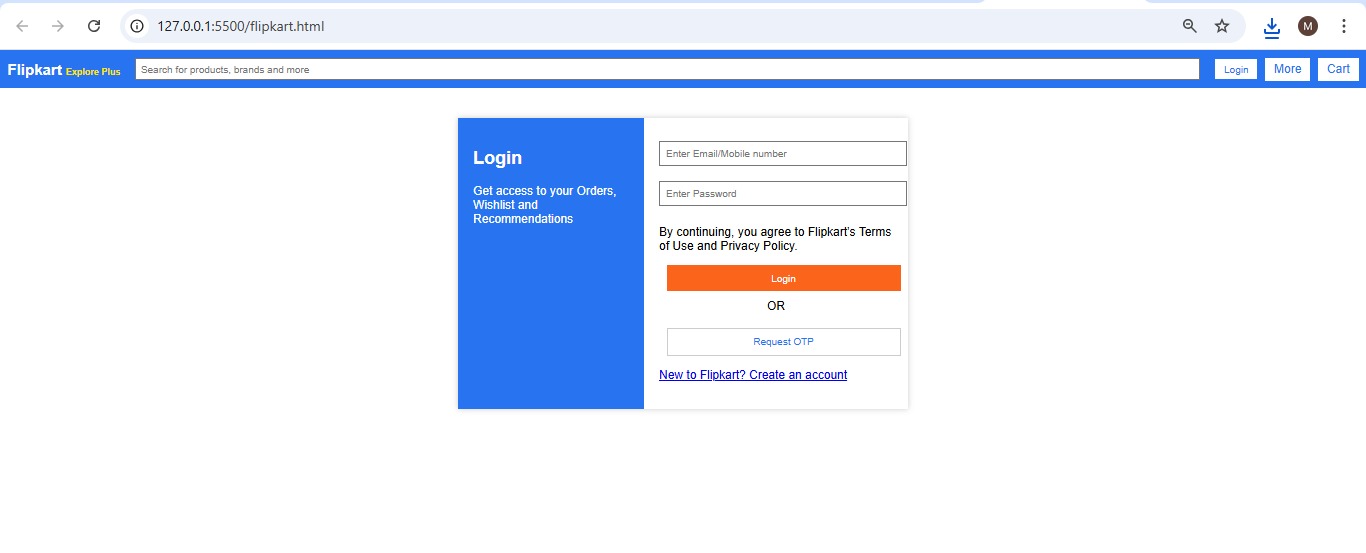 127.0.0.1:5500/flipkart.html
M
Flipkart Explore Plus Search for products, brands and more Login More Cart
Login
Get access to your Orders,
Wishlist and
Recommendations
Enter Email/Mobile number
Enter Password
By continuing, you agree to Flipkart's Terms
of Use and Privacy Policy.
Login
OR
Request OTP
New to Flipkart? Create an account